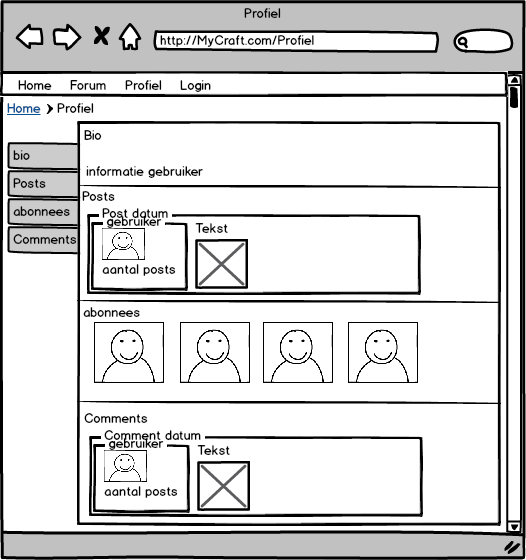 Profiel
http://MyCraft.com/Profiel
Home Forum Profiel Login
Home Profiel
bio
Posts
abonnees
Comments
Bio
informatie gebruiker
Posts
Post datum
gebruiker
Tekst
aantal posts
abonnees
Comments
Comment datum
gebruiker
Tekst
aantal posts